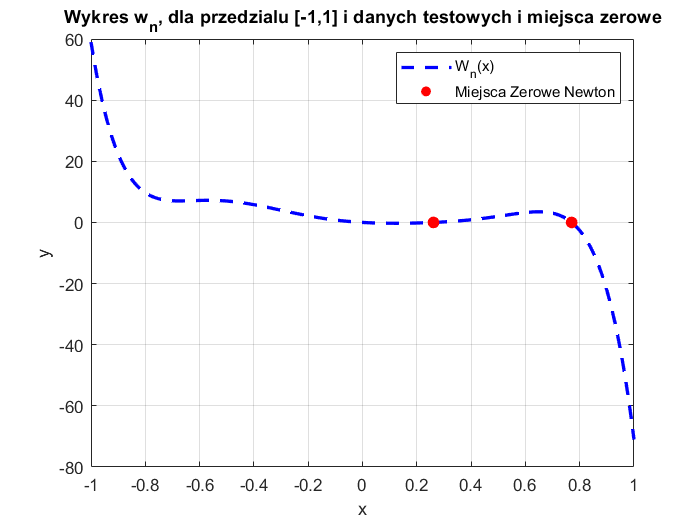 Wykres w_n, dla przedzialu [-1,1] i danych testowych i miejsca zerowe
60
40
20
0
-20
-40
-60
-80
y
W_n(x)
Miejsca Zerowe Newton
-1 -0.8 -0.6 -0.4 -0.2 0 0.2 0.4 0.6 0.8 1
x